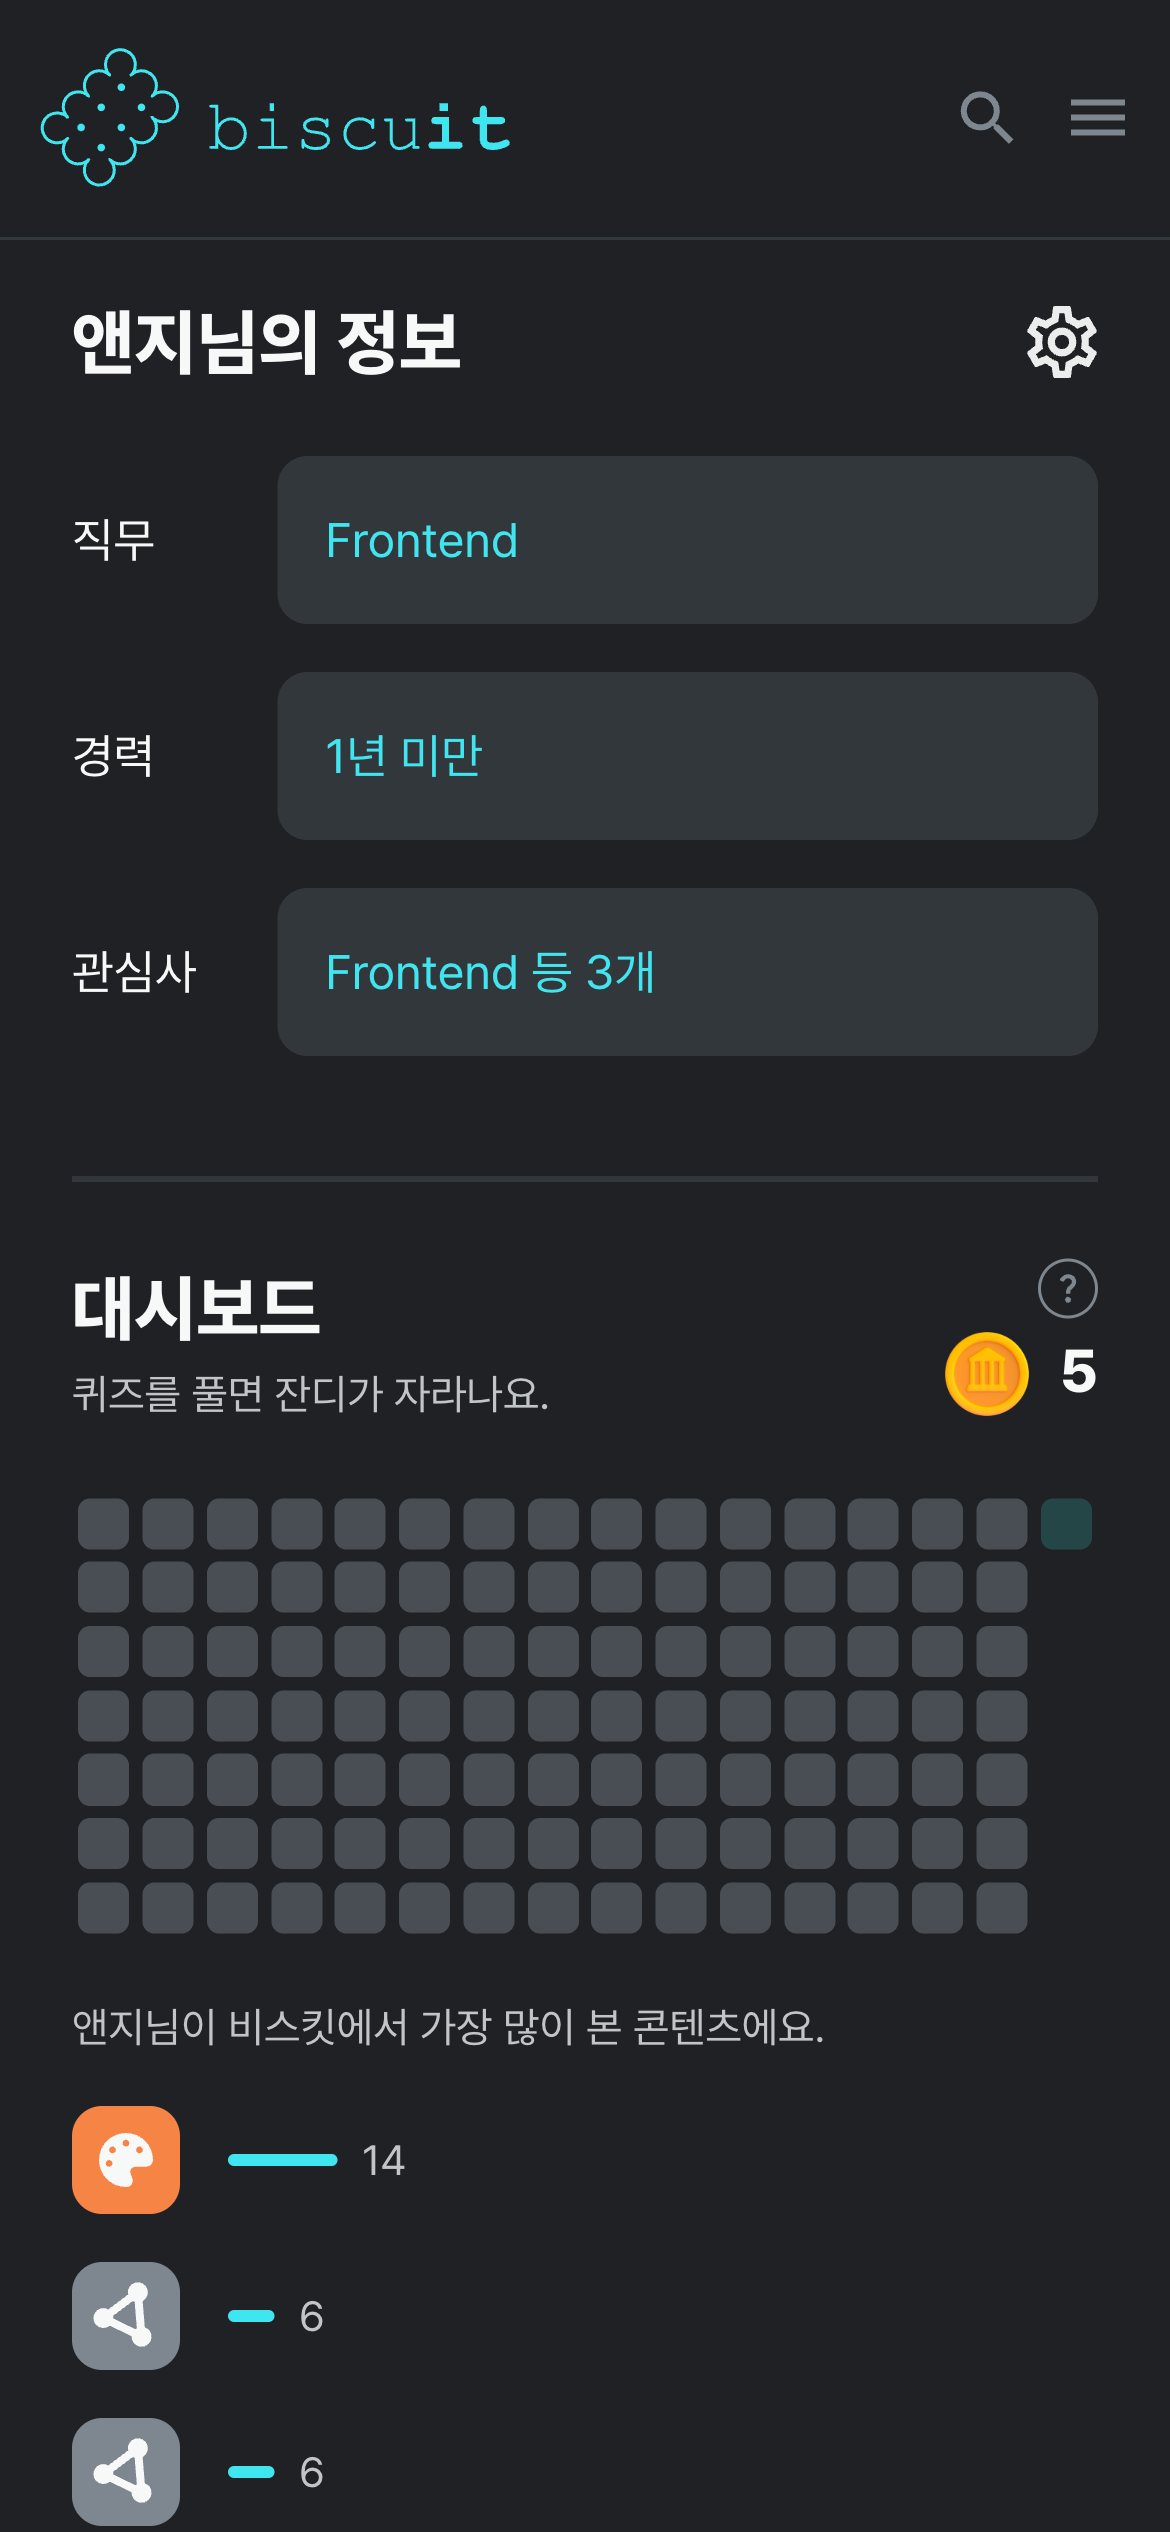 biscuit
앤지님의 정보
직무
Frontend
경력
1년 미만
관심사
Frontend 등 3개
대시보드
?
퀴즈를 풀면 잔디가 자라나요.
5
앤지님이 비스킷에서 가장 많이 본 콘텐츠에요.
14
6
6